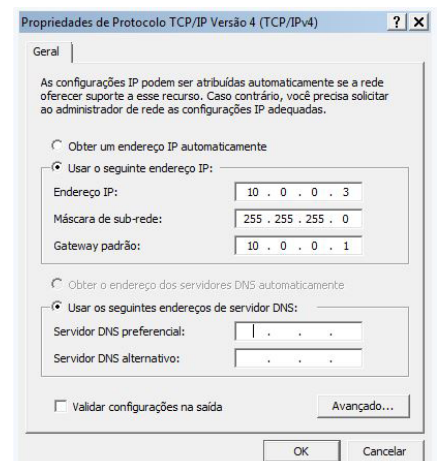 Propriedades de Protocolo TCP/IP Versão 4 (TCP/IPv4)
Geral
As configurações IP podem ser atribuídas automaticamente se a rede
oferecer suporte a esse recurso. Caso contrário, você precisa solicitar
ao administrador de rede as configurações IP adequadas.
Obter um endereço IP automaticamente
Usar o seguinte endereço IP:
Endereço IP: 10 . 0 . 0 . 3
Máscara de sub-rede: 255 . 255 . 255 . 0
Gateway padrão: 10 . 0 . 0 . 1
Obter o endereço dos servidores DNS automaticamente
Usar os seguintes endereços de servidor DNS:
Servidor DNS preferencial: . . .
Servidor DNS alternativo: . . .
Validar configurações na saída
Avançado...
OK Cancelar